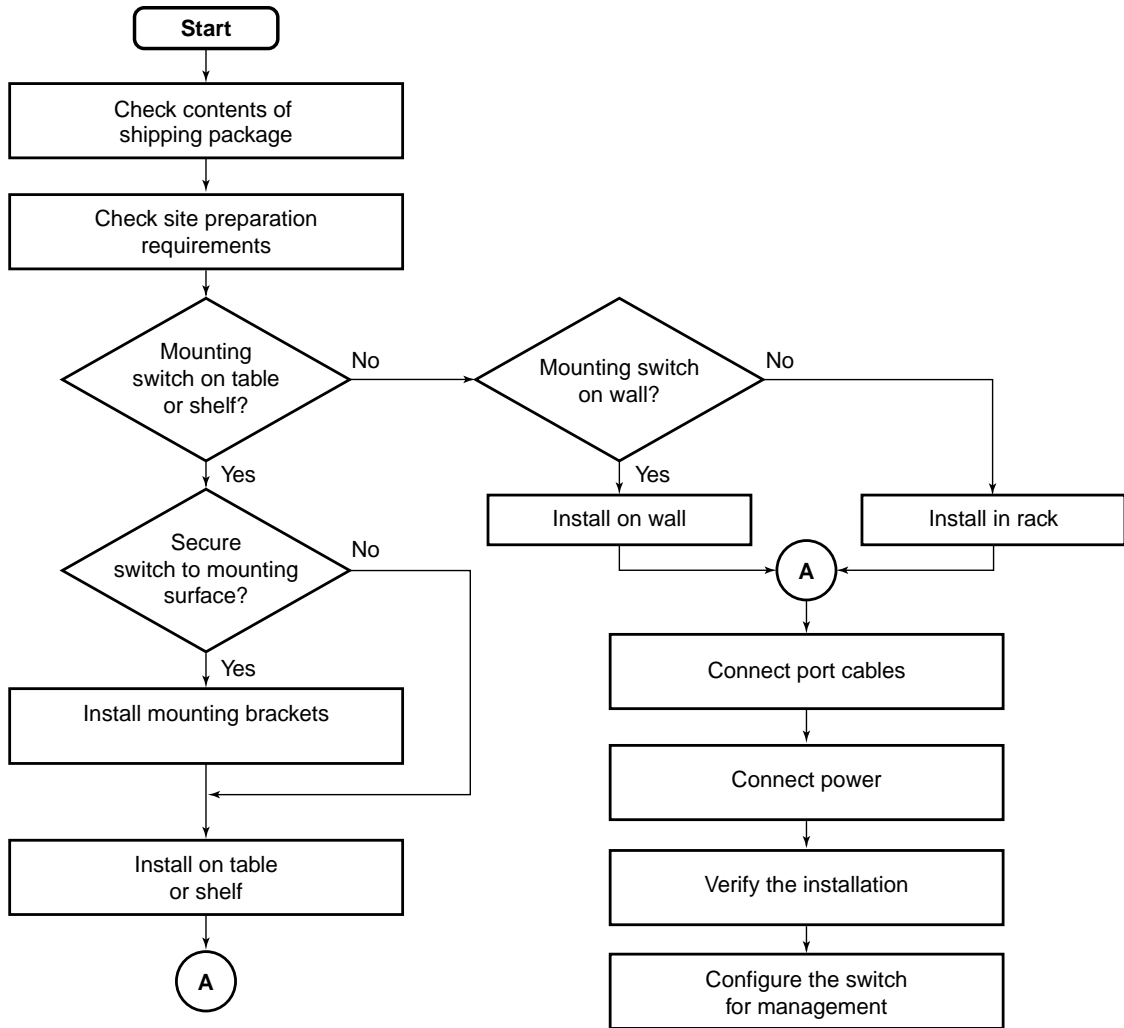 Start
Check contents of
shipping package
Check site preparation
requirements
Mounting
switch on table
or shelf?
No
Yes
Mounting switch
on wall?
No
Yes
Install on wall
Install in rack
A
Secure
switch to mounting
surface?
No
Yes
Install mounting brackets
Install on table
or shelf
A
Connect port cables
Connect power
Verify the installation
Configure the switch
for management